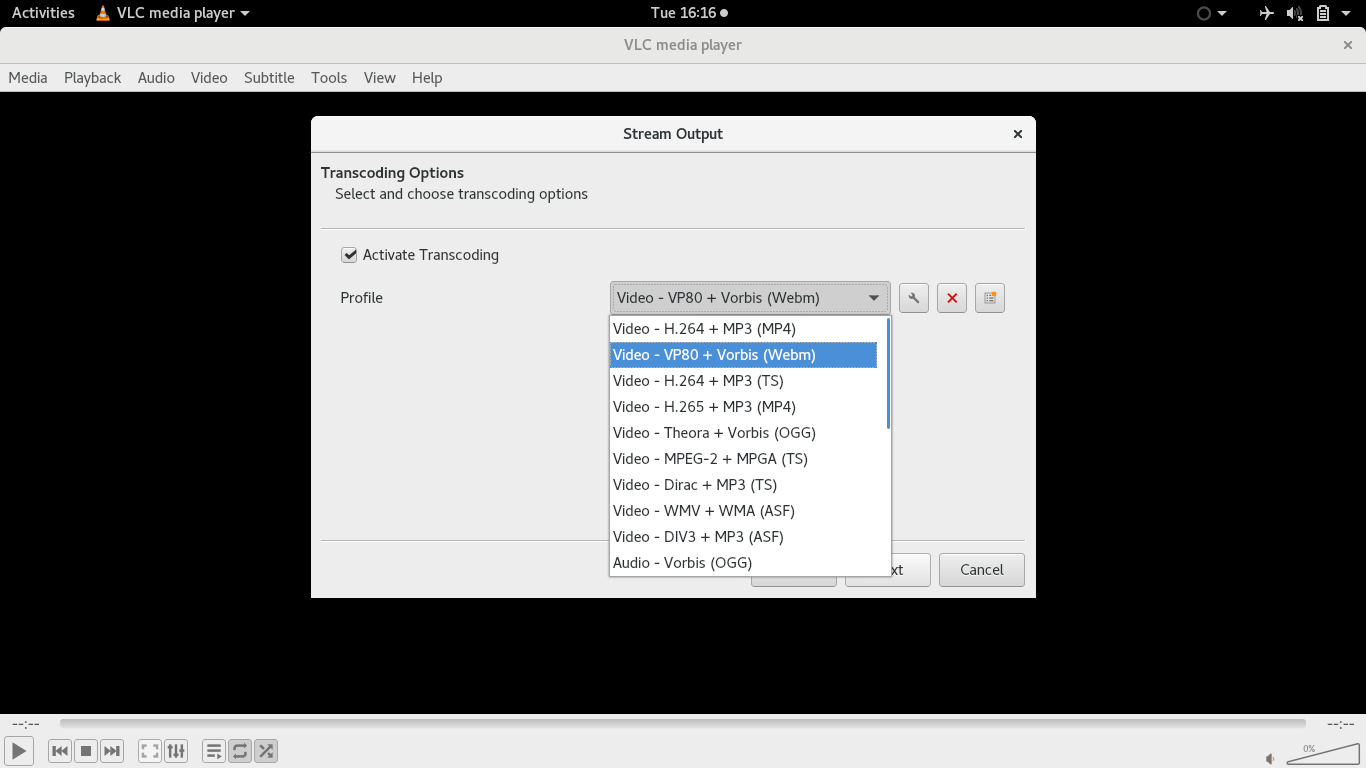 Activities VLC media player Tue 16:16
VLC media player
Media Playback Audio Video Subtitle Tools View Help
Stream Output
Transcoding Options
Select and choose transcoding options
Activate Transcoding
Profile Video - VP80 + Vorbis (Webm)
Video - H.264 + MP3 (MP4)
Video - VP80 + Vorbis (Webm)
Video - H.264 + MP3 (TS)
Video - H.265 + MP3 (MP4)
Video - Theora + Vorbis (OGG)
Video - MPEG-2 + MPGA (TS)
Video - Dirac + MP3 (TS)
Video - WMV + WMA (ASF)
Video - DIV3 + MP3 (ASF)
Audio - Vorbis (OGG)
Cancel
--:-- --:--
0%